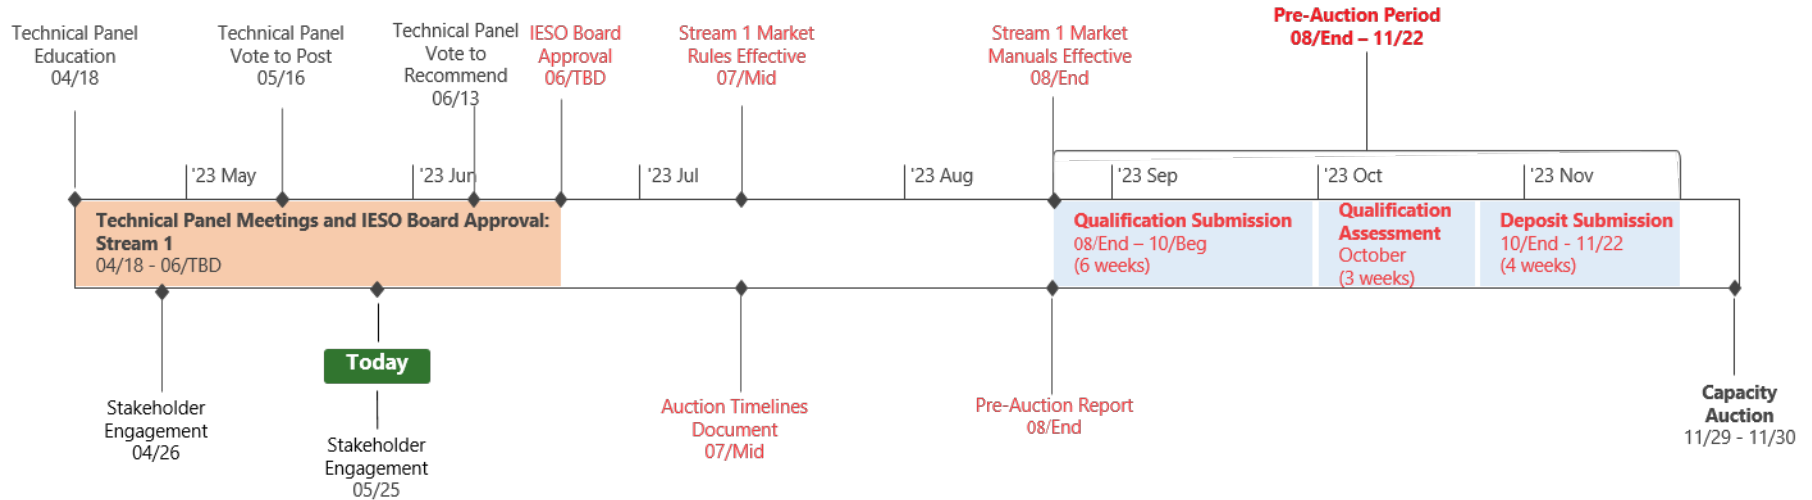 Technical Panel
Education
04/18
Technical Panel
Vote to Post
05/16
Technical Panel
Vote to
Recommend
06/13
IESO Board
Approval
06/TBD
Stream 1 Market
Rules Effective
07/Mid
Stream 1 Market
Manuals Effective
08/End
Pre-Auction Period
08/End – 11/22
'23 May
'23 Jun
'23 Jul
'23 Aug
'23 Sep
'23 Oct
'23 Nov
Technical Panel Meetings and IESO Board Approval:
Stream 1
04/18 - 06/TBD
Qualification Submission
08/End – 10/Beg
(6 weeks)
Qualification
Assessment
October
(3 weeks)
Deposit Submission
10/End - 11/22
(4 weeks)
Stakeholder
Engagement
04/26
Today
Stakeholder
Engagement
05/25
Auction Timelines
Document
07/Mid
Pre-Auction Report
08/End
Capacity
Auction
11/29 - 11/30